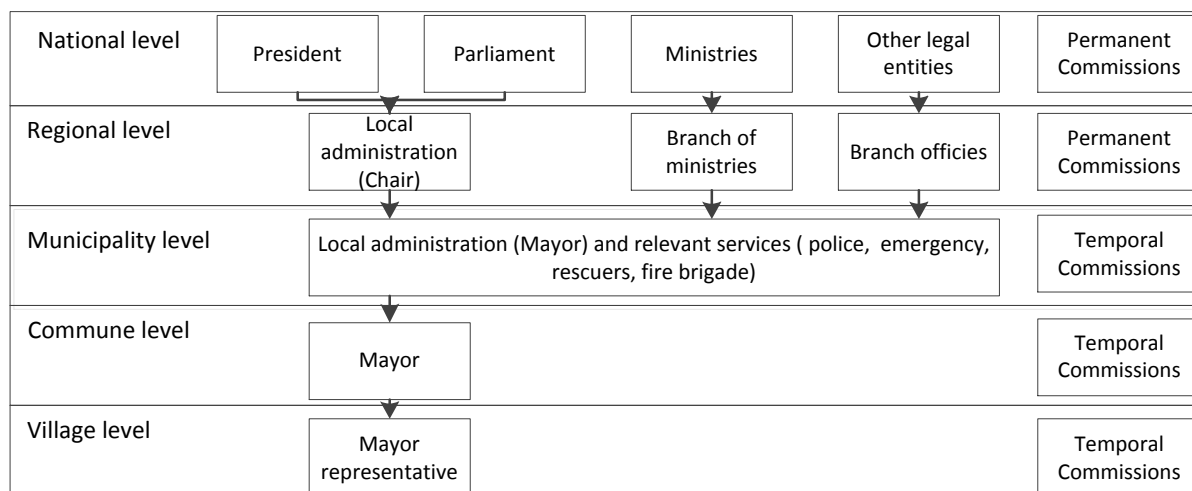 National level
President
Parliament
Ministries
Other legal
entities
Permanent
Commissions
Regional level
Local
administration
(Chair)
Branch of
ministries
Branch officies
Permanent
Commissions
Municipality level
Local administration (Mayor) and relevant services ( police, emergency,
rescuers, fire brigade)
Temporal
Commissions
Commune level
Mayor
Temporal
Commissions
Village level
Mayor
representative
Temporal
Commissions